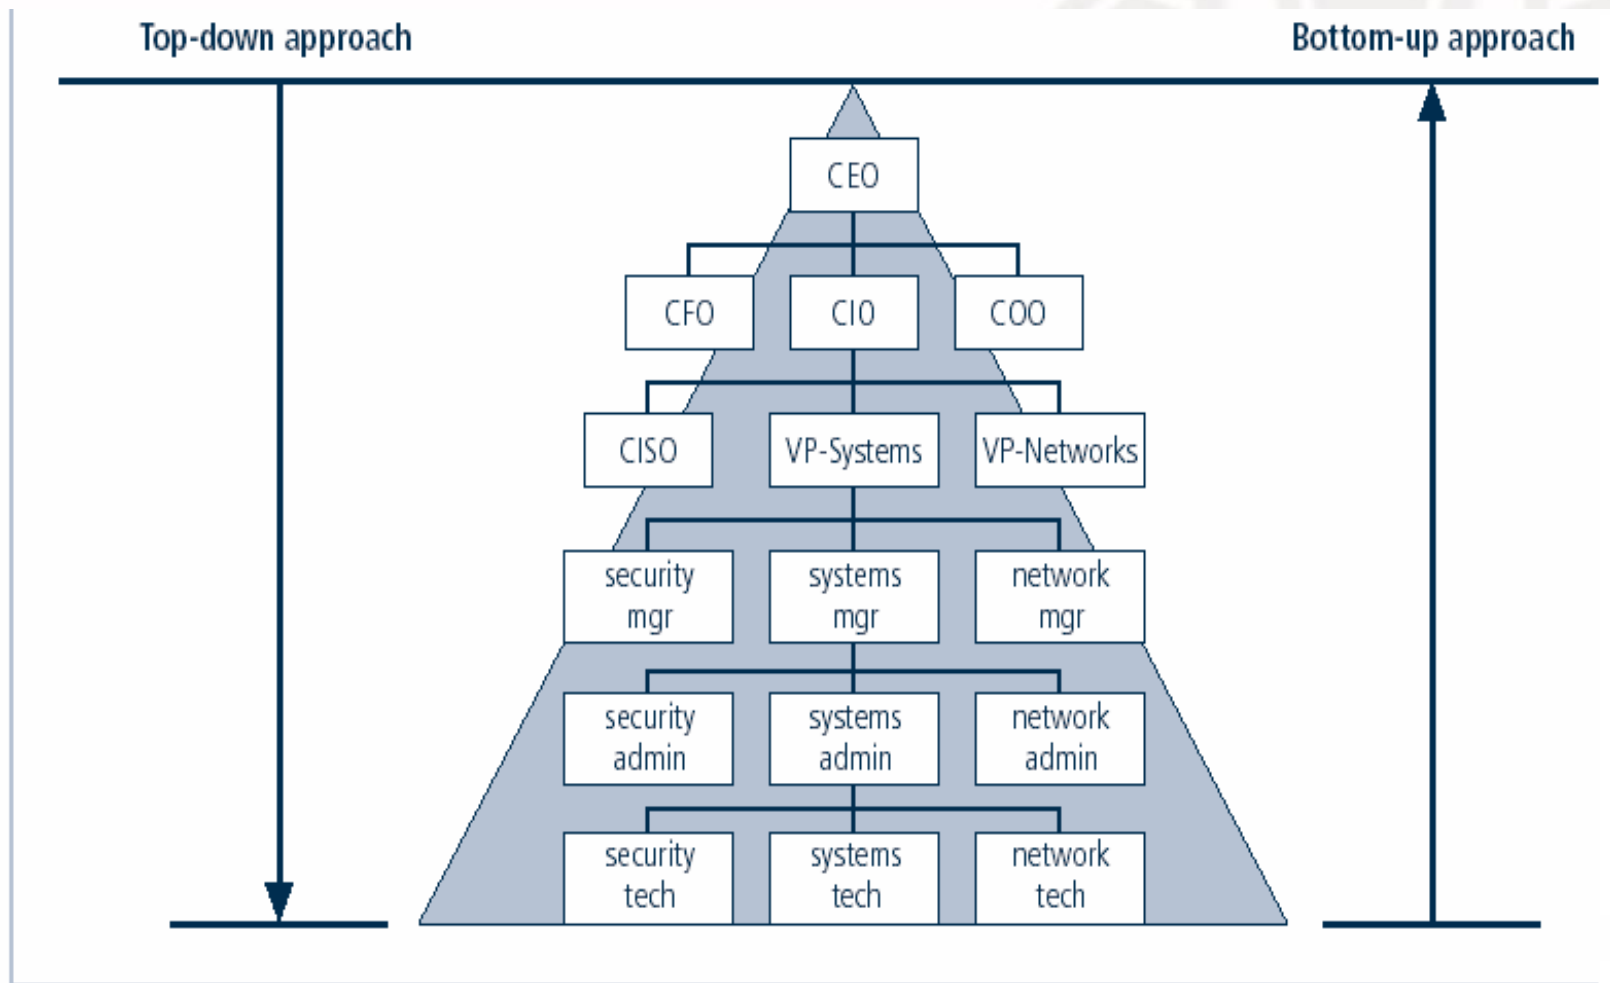 Top-down approach
Bottom-up approach
CEO
CFO
CIO
COO
CISO
VP-Systems
VP-Networks
security
mgr
systems
mgr
network
mgr
security
admin
systems
admin
network
admin
security
tech
systems
tech
network
tech